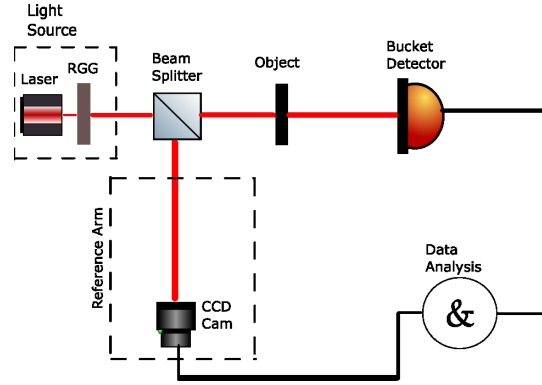 Light
Source
Laser
RGG
Beam
Splitter
Object
Bucket
Detector
Reference Arm
CCD
Cam
Data
Analysis
&